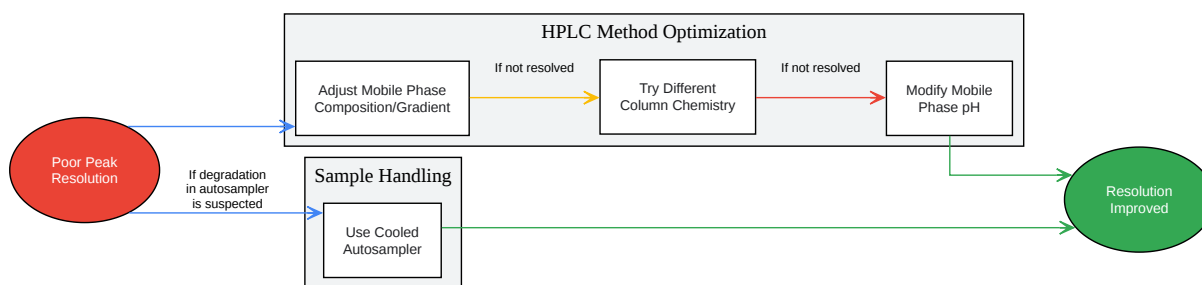 HPLC Method Optimization
If not resolved
If not resolved
Adjust Mobile Phase
Composition/Gradient
Try Different
Column Chemistry
Modify Mobile
Phase pH
Poor Peak
Resolution
If degradation
in autosampler
is suspected
Sample Handling
Use Cooled
Autosampler
Resolution
Improved